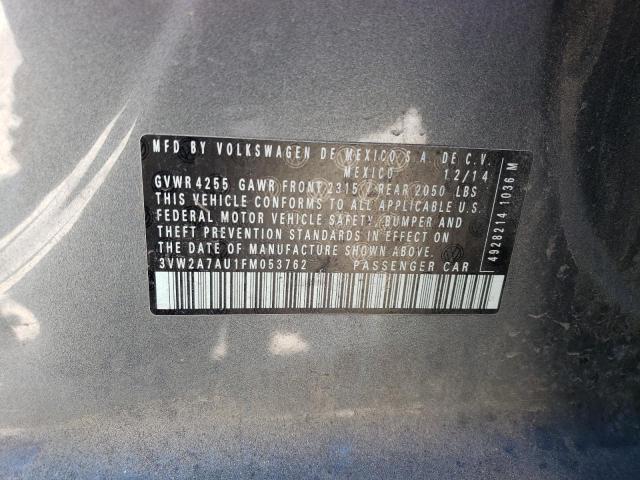 MFD BY VOLKSWAGEN DE MEXICO S A. DE C.V.
MEXICO 12/14
GVWR 4255 GAWR FRONT 2315 REAR 2050 LBS
THIS VEHICLE CONFORMS TO ALL APPLICABLE U.S.
FEDERAL MOTOR VEHICLE SAFETY, BUMPER AND
THEFT PREVENTION STANDARDS IN EFFECT ON
THE DATE OF MANUFACTURE SHOWN ABOVE.
3VW2A7AU1FM053762 PASSENGER CAR
4928214 1036 M